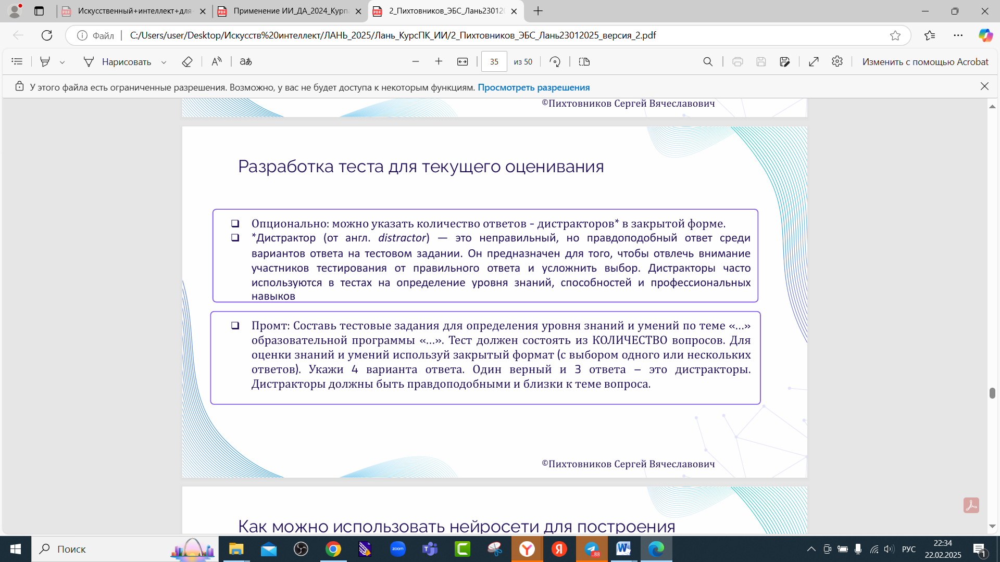 Искусственный+интеллект+для
Применение ИИ_ДА_2024_Курпа
2_Пихтовников_ЭБС_Лань230120
Файл
C:/Users/user/Desktop/Искусств%20интеллект/ЛАНЬ_2025/Лань_КурсПК_ИИ/2_Пихтовников_ЭБС_Лань23012025_версия_2.pdf
Нарисовать
aあ
35 из 50
Изменить с помощью Acrobat
У этого файла есть ограниченные разрешения. Возможно, у вас не будет доступа к некоторым функциям. Просмотреть разрешения
©Пихтовников Сергей Вячеславович
Разработка теста для текущего оценивания
Опционально: можно указать количество ответов - дистракторов* в закрытой форме.
*Дистрактор (от англ. distractor) — это неправильный, но правдоподобный ответ среди
вариантов ответа на тестовом задании. Он предназначен для того, чтобы отвлечь внимание
участников тестирования от правильного ответа и усложнить выбор. Дистракторы часто
используются в тестах на определение уровня знаний, способностей и профессиональных
навыков
Промт: Составь тестовые задания для определения уровня знаний и умений по теме «…»
образовательной программы «…». Тест должен состоять из КОЛИЧЕСТВО вопросов. Для
оценки знаний и умений используй закрытый формат (с выбором одного или нескольких
ответов). Укажи 4 варианта ответа. Один верный и 3 ответа – это дистракторы.
Дистракторы должны быть правдоподобными и близки к теме вопроса.
©Пихтовников Сергей Вячеславович
Как можно использовать нейросети для построения
Поиск
zoom
..88
РУС
22:34
22.02.2025
1